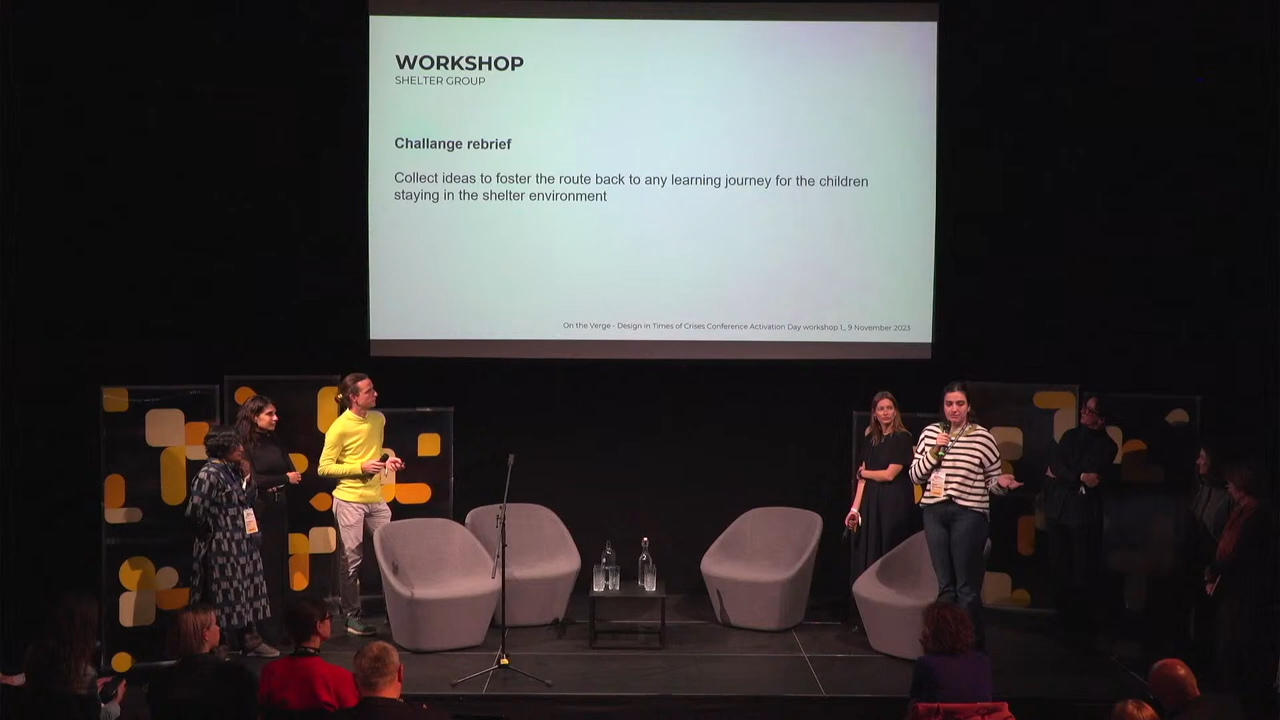 WORKSHOP
SHELTER GROUP
Challange rebrief
Collect ideas to foster the route back to any learning journey for the children
staying in the shelter environment
On the Verge - Design in Times of Crises Conference Activation Day workshop 1_ 9 November 2023